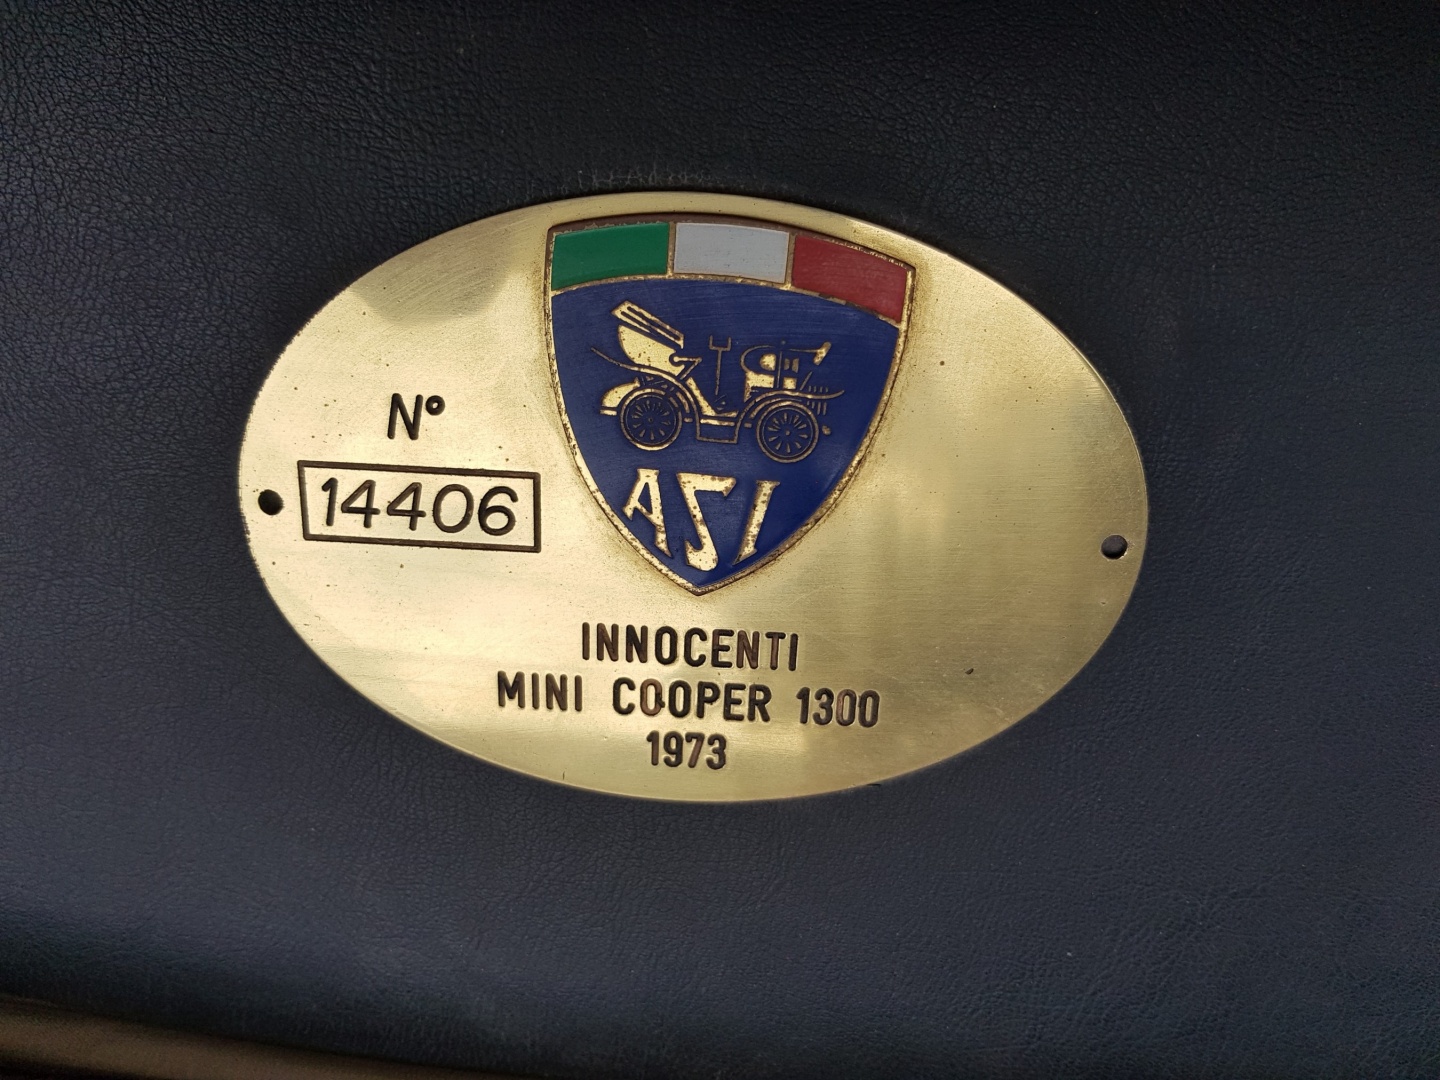 N°
14406
ASI
INNOCENTI
MINI COOPER 1300
1973